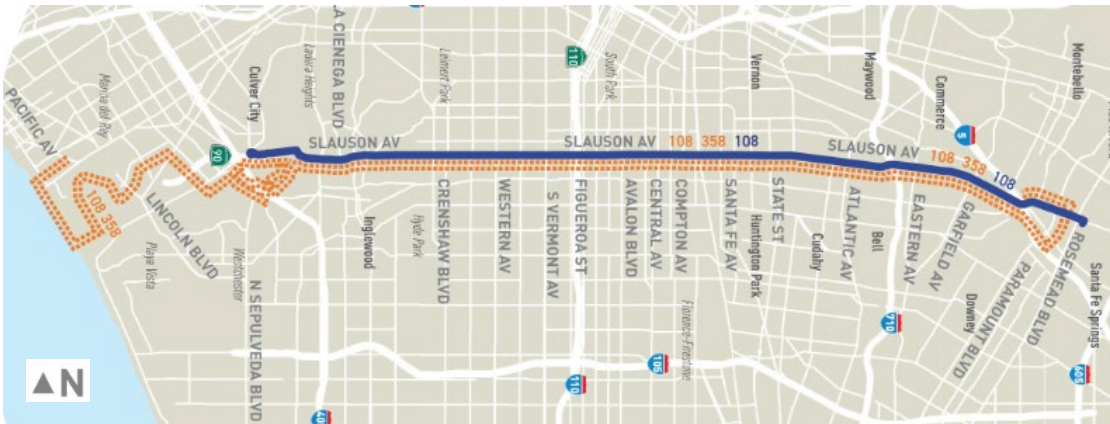 PACIFIC AV
Marina del Rey
108 358
LINCOLN BLVD
Playa Vista
90
Westchester
N SEPULVEDA BLVD
Culver City
Ladera Heights
LA CIENEGA BLVD
SLAUSON AV
Inglewood
Leimert Park
Hyde Park
CRENSHAW BLVD
WESTERN AV
S VERMONT AV
110
FIGUEROA ST
110
SLAUSON AV 108 358 108
South Park
AVALON BLVD
CENTRAL AV
COMPTON AV
Florence-Firestone
SANTA FE AV
Vernon
Huntington Park
STATE ST
Cudahy
ATLANTIC AV
Maywood
Bell
SLAUSON AV
EASTERN AV
710
Commerce
5
108 358 108
GARFIELD AV
Downey
PARAMOUNT BLVD
ROSEMEAD BLVD
Montebello
Santa Fe Springs
605
N